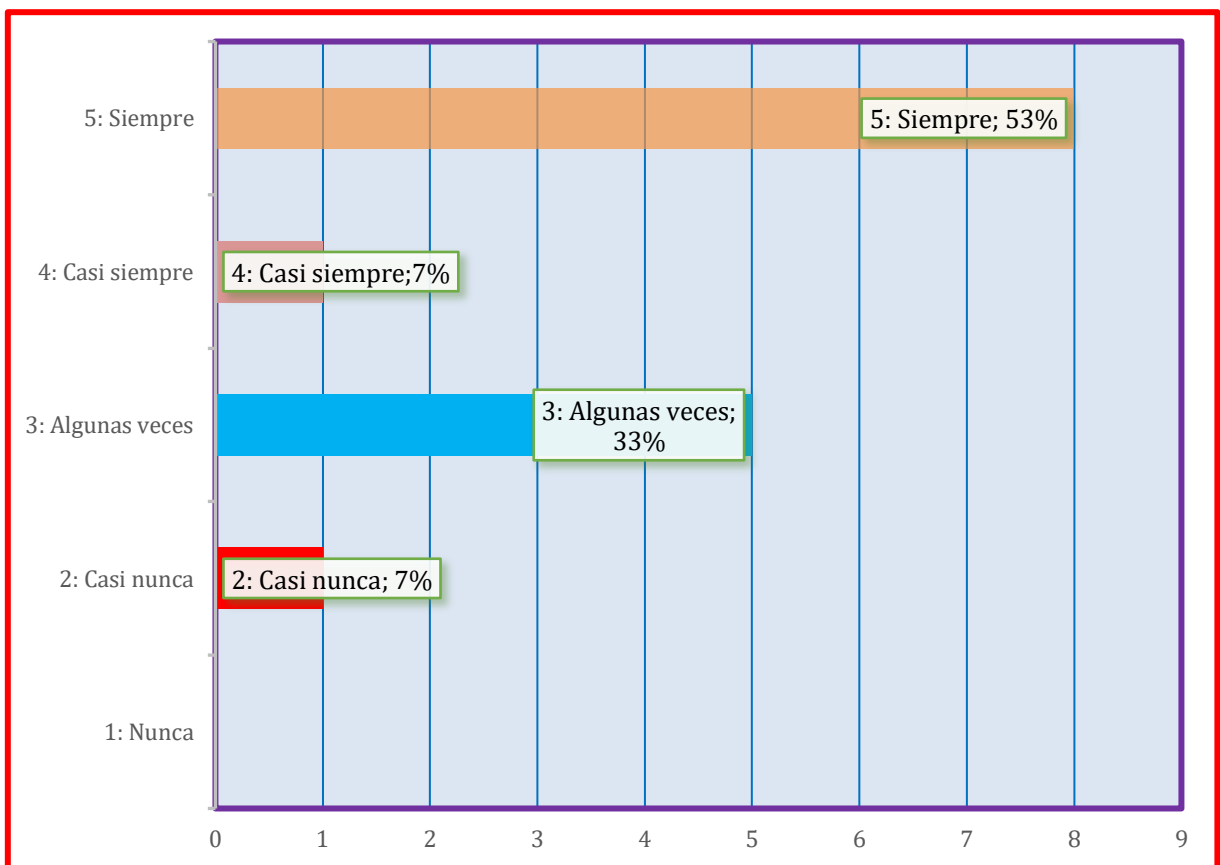 5: Siempre
5: Siempre; 53%
4: Casi siempre
4: Casi siempre;7%
3: Algunas veces
3: Algunas veces;
33%
2: Casi nunca
2: Casi nunca; 7%
1: Nunca
0 1 2 3 4 5 6 7 8 9